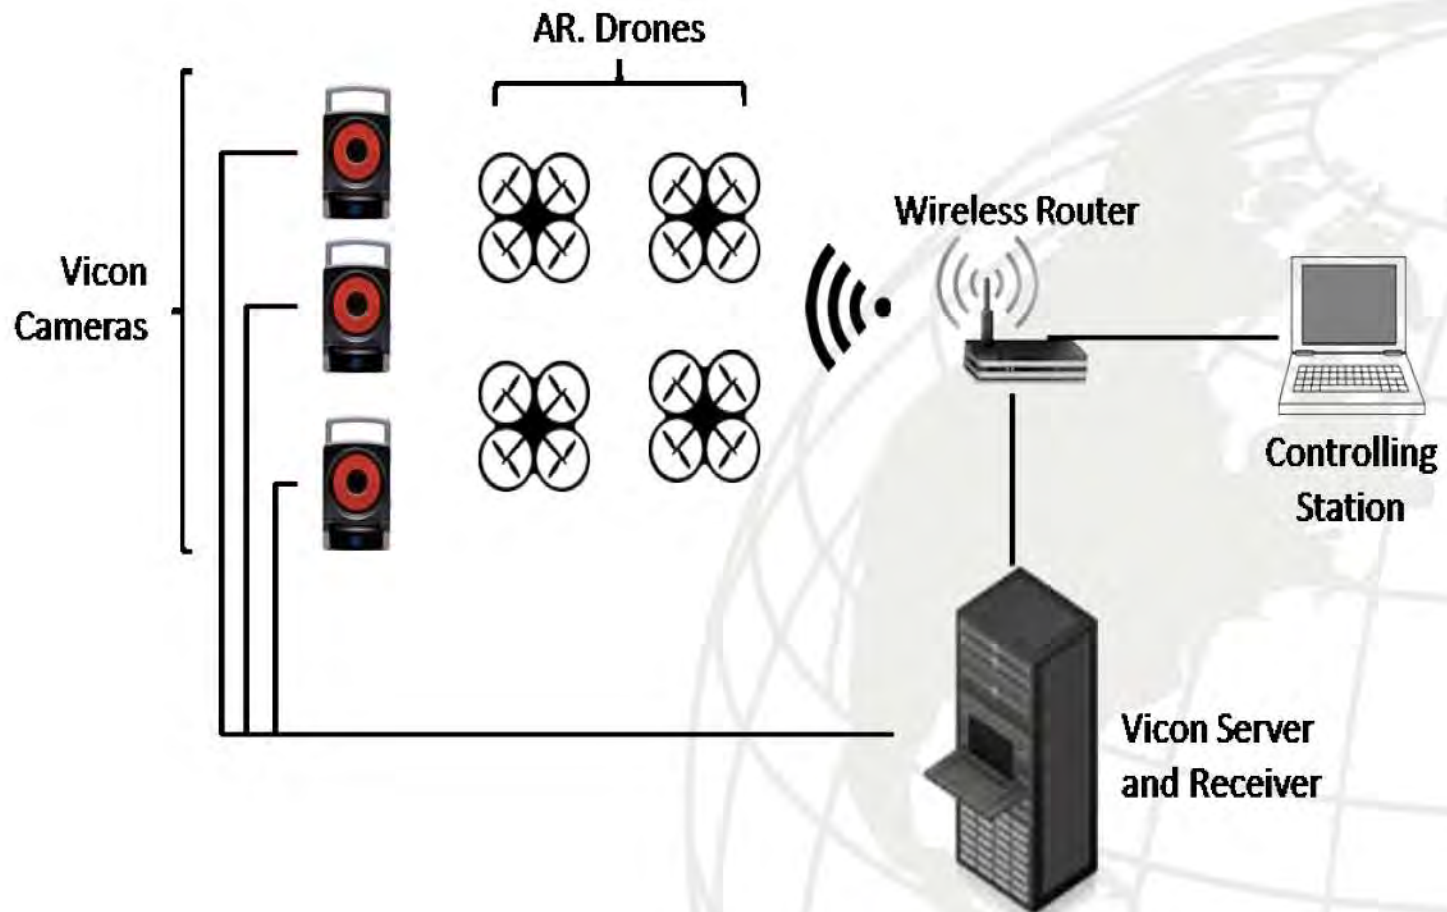 AR. Drones
Wireless Router
Vicon
Cameras
Controlling
Station
Vicon Server
and Receiver